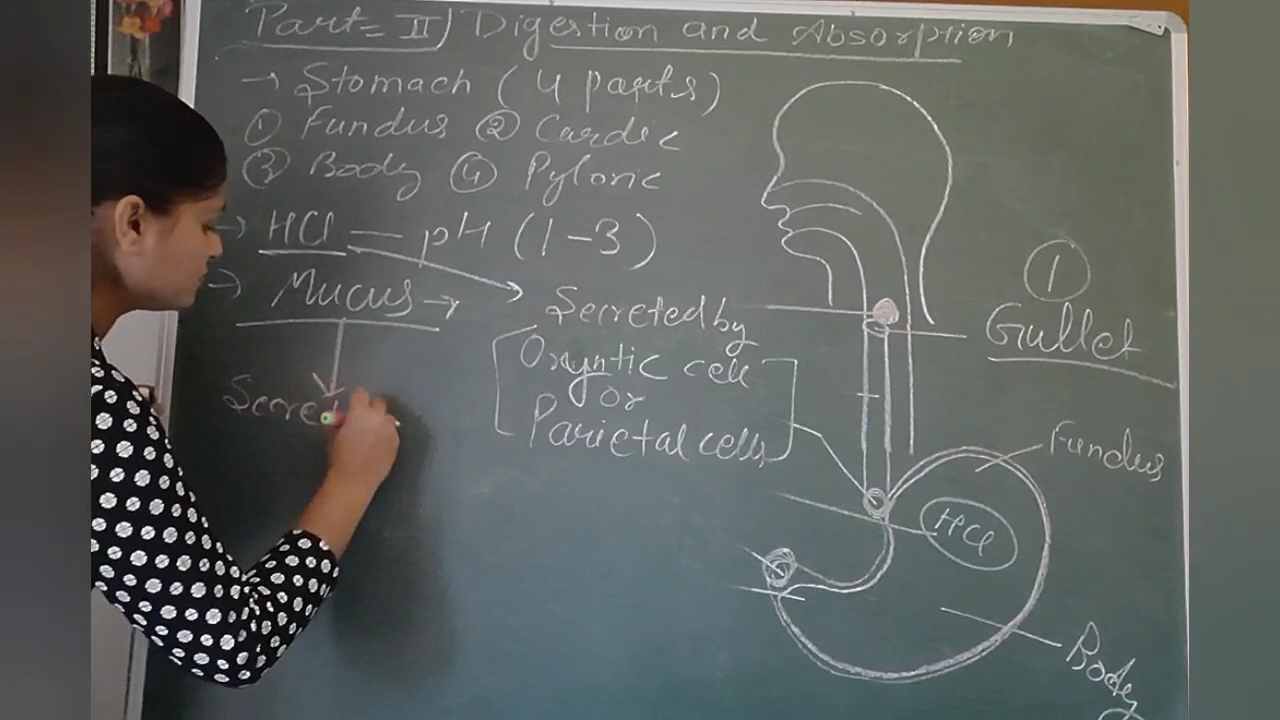 Part= II) Digestion and Absorption
→ Stomach ( 4 parts)
① Fundus ② Cardic
③ Body ④ Pyloric
→ HCl = pH (1-3)
→ Mucus →
Secreted by
Oxyntic cell
Or
Parietal cells
Secret
①
Gullet
Fundus
HCl
Body